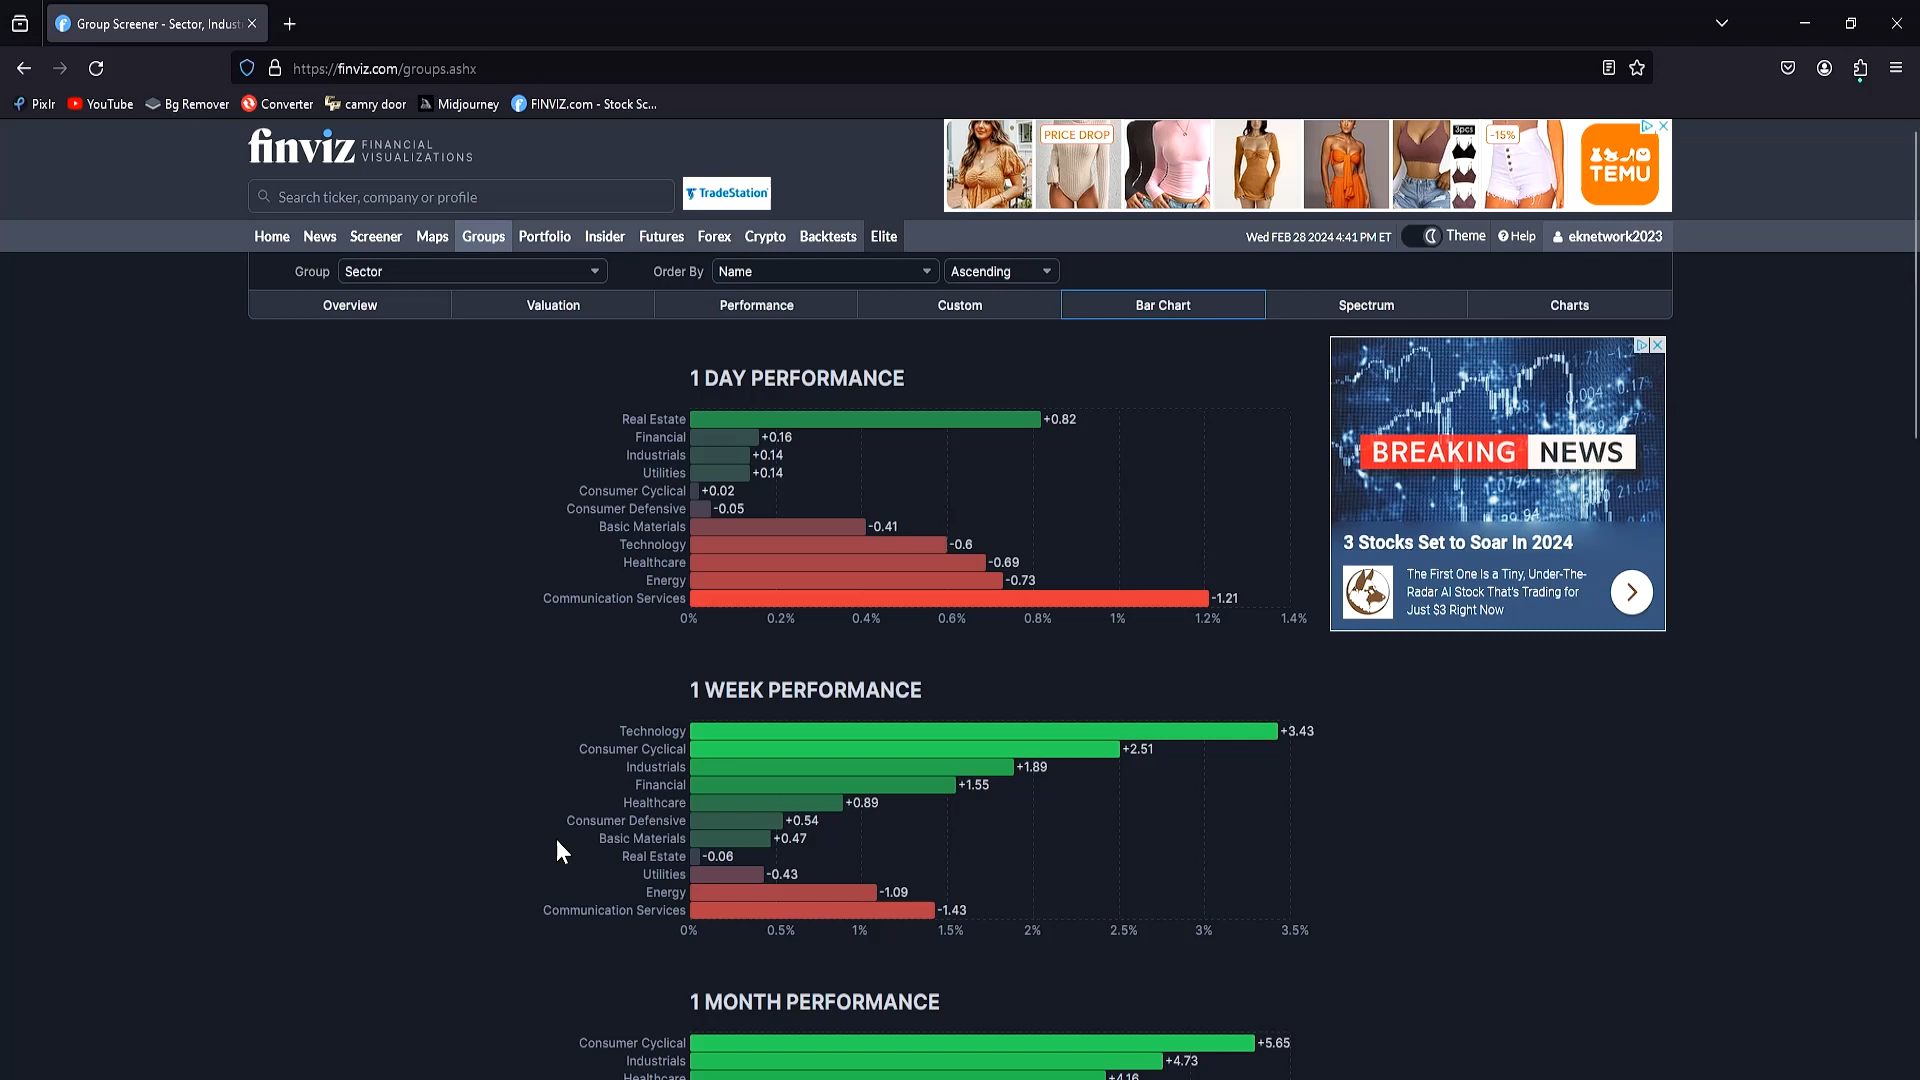 Group Screener - Sector, Indust
https://finviz.com/groups.ashx
Pixlr YouTube Bg Remover Converter camry door Midjourney FINVIZ.com - Stock Sc...
finviz FINANCIAL VISUALIZATIONS
PRICE DROP 3pcs -15% TEMU
Search ticker, company or profile TradeStation
Home News Screener Maps Groups Portfolio Insider Futures Forex Crypto Backtests Elite Wed FEB 28 2024 4:41 PM ET Theme Help eknetwork2023
Group Sector Order By Name Ascending
Overview Valuation Performance Custom Bar Chart Spectrum Charts
1 DAY PERFORMANCE
Real Estate +0.82
Financial +0.16
Industrials +0.14
Utilities +0.14
Consumer Cyclical +0.02
Consumer Defensive -0.05
Basic Materials -0.41
Technology -0.6
Healthcare -0.69
Energy -0.73
Communication Services -1.21
0% 0.2% 0.4% 0.6% 0.8% 1% 1.2% 1.4%
BREAKING NEWS
3 Stocks Set to Soar In 2024
The First One Is a Tiny, Under-The-
Radar AI Stock That's Trading for
Just $3 Right Now
1 WEEK PERFORMANCE
Technology +3.43
Consumer Cyclical +2.51
Industrials +1.89
Financial +1.55
Healthcare +0.89
Consumer Defensive +0.54
Basic Materials +0.47
Real Estate -0.06
Utilities -0.43
Energy -1.09
Communication Services -1.43
0% 0.5% 1% 1.5% 2% 2.5% 3% 3.5%
1 MONTH PERFORMANCE
Consumer Cyclical +5.65
Industrials +4.73
Healthcare +4.16